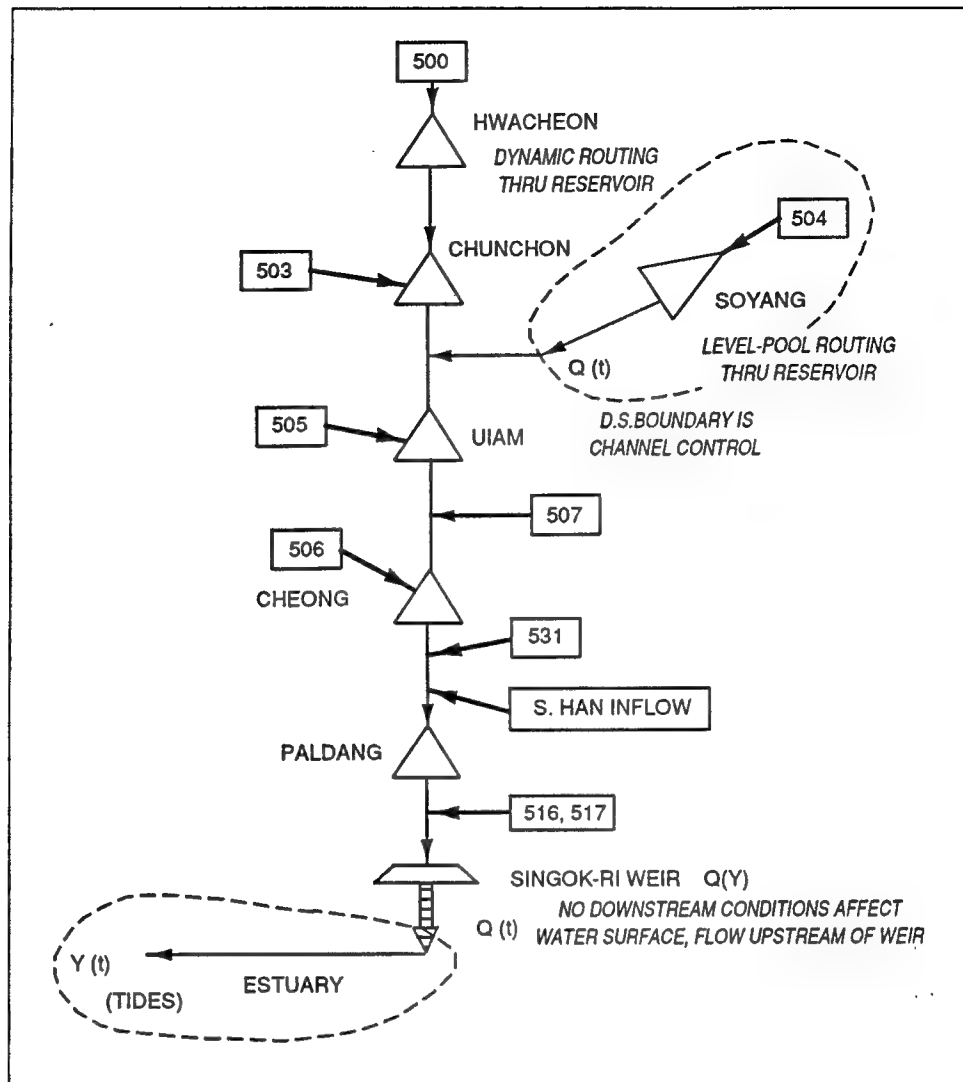 500
HWACHEON
DYNAMIC ROUTING
THRU RESERVOIR
504
CHUNCHON
503
SOYANG
LEVEL-POOL ROUTING
THRU RESERVOIR
Q (t)
D.S.BOUNDARY IS
CHANNEL CONTROL
505
UIAM
507
506
CHEONG
531
S. HAN INFLOW
PALDANG
516, 517
SINGOK-RI WEIR Q(Y)
NO DOWNSTREAM CONDITIONS AFFECT
Q (t)
WATER SURFACE, FLOW UPSTREAM OF WEIR
Y (t)
ESTUARY
(TIDES)